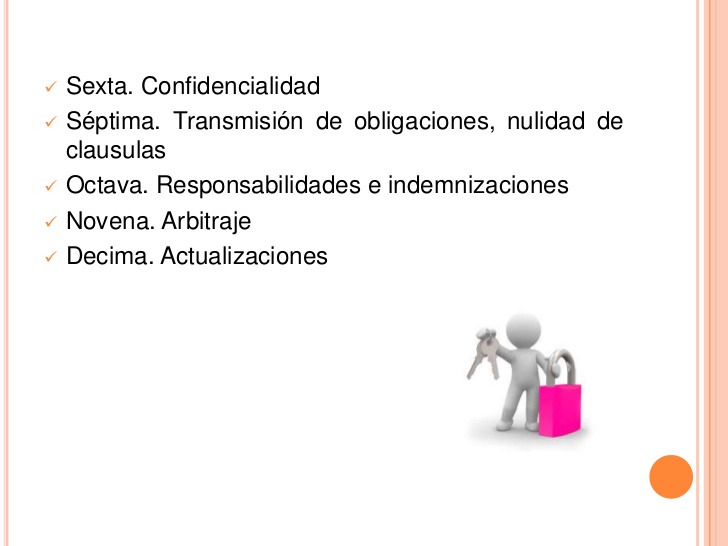 Sexta. Confidencialidad
Séptima. Transmisión de obligaciones, nulidad de
clausulas
Octava. Responsabilidades e indemnizaciones
Novena. Arbitraje
Decima. Actualizaciones